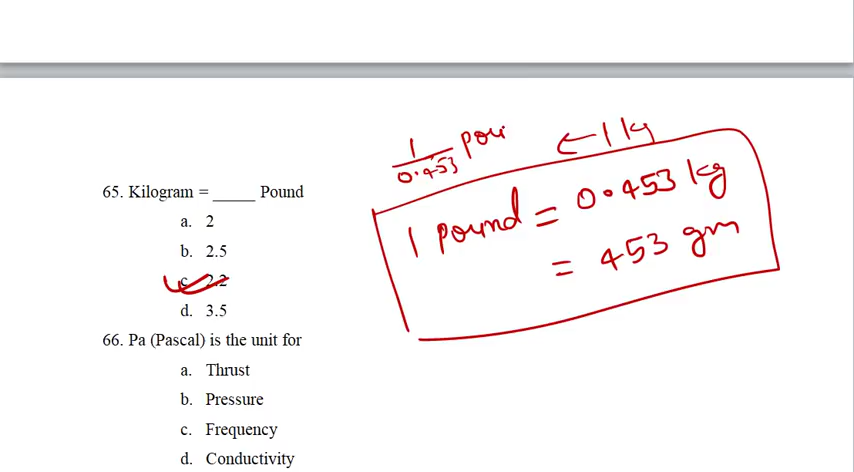 1/0.453 pou ← 1 kg
1 pound = 0.453 kg
= 453 gm
65. Kilogram = _____ Pound
a. 2
b. 2.5
c. 2.2
d. 3.5
66. Pa (Pascal) is the unit for
a. Thrust
b. Pressure
c. Frequency
d. Conductivity